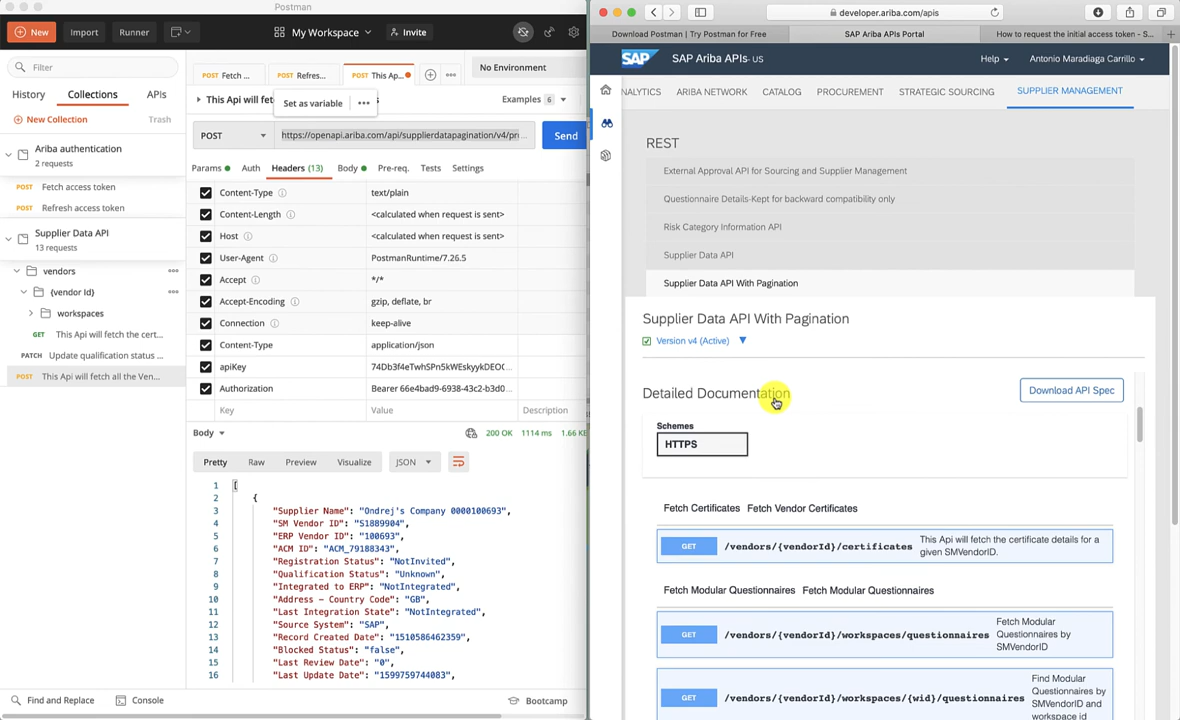 Postman
New
Import
Runner
My Workspace
Invite
Filter
History
Collections
APIs
New Collection
Trash
Ariba authentication
2 requests
POST Fetch access token
POST Refresh access token
Supplier Data API
13 requests
vendors
{vendor Id}
workspaces
GET This Api will fetch the cert...
PATCH Update qualification status ...
POST This Api will fetch all the Ven...
POST Fetch ...
POST Refres...
POST This Ap...
No Environment
This Api will fet
Set as variable
s
Examples 6
POST
https://openapi.ariba.com/api/supplierdatapagination/v4/pr...
Send
Params
Auth
Headers (13)
Body
Pre-req.
Tests
Settings
Content-Type text/plain
Content-Length <calculated when request is sent>
Host <calculated when request is sent>
User-Agent PostmanRuntime/7.26.5
Accept */*
Accept-Encoding gzip, deflate, br
Connection keep-alive
Content-Type application/json
apiKey 74Db3f4eTwhSPn5kWEskyykDEOC...
Authorization Bearer 66e4bad9-6938-43c2-b3d0...
Key Value Description
Body
200 OK 1114 ms 1.66 KE
Pretty
Raw
Preview
Visualize
JSON
1 [
2 {
3 "Supplier Name": "Ondrej's Company 0000100693",
4 "SM Vendor ID": "S1889904",
5 "ERP Vendor ID": "100693",
6 "ACM ID": "ACM_79188343",
7 "Registration Status": "NotInvited",
8 "Qualification Status": "Unknown",
9 "Integrated to ERP": "NotIntegrated",
10 "Address - Country Code": "GB",
11 "Last Integration State": "NotIntegrated",
12 "Source System": "SAP",
13 "Record Created Date": "1510586462359",
14 "Blocked Status": "false",
15 "Last Review Date": "0",
16 "Last Update Date": "1599759744083",
Find and Replace
Console
Bootcamp
developer.ariba.com/apis
Download Postman | Try Postman for Free
SAP Ariba APIs Portal
How to request the initial access token - S...
SAP
SAP Ariba APIs- US
Help
Antonio Maradiaga Carrillo
NALYTICS
ARIBA NETWORK
CATALOG
PROCUREMENT
STRATEGIC SOURCING
SUPPLIER MANAGEMENT
REST
External Approval API for Sourcing and Supplier Management
Questionnaire Details-Kept for backward compatibility only
Risk Category Information API
Supplier Data API
Supplier Data API With Pagination
Supplier Data API With Pagination
Version v4 (Active)
Detailed Documentation
Download API Spec
Schemes
HTTPS
Fetch Certificates Fetch Vendor Certificates
GET /vendors/{vendorId}/certificates This Api will fetch the certificate details for a
given SMVendorID.
Fetch Modular Questionnaires Fetch Modular Questionnaires
GET /vendors/{vendorId}/workspaces/questionnaires Fetch Modular
Questionnaires by
SMVendorID
GET /vendors/{vendorId}/workspaces/{wid}/questionnaires Find Modular
Questionnaires by
SMVendorID and
workspace id